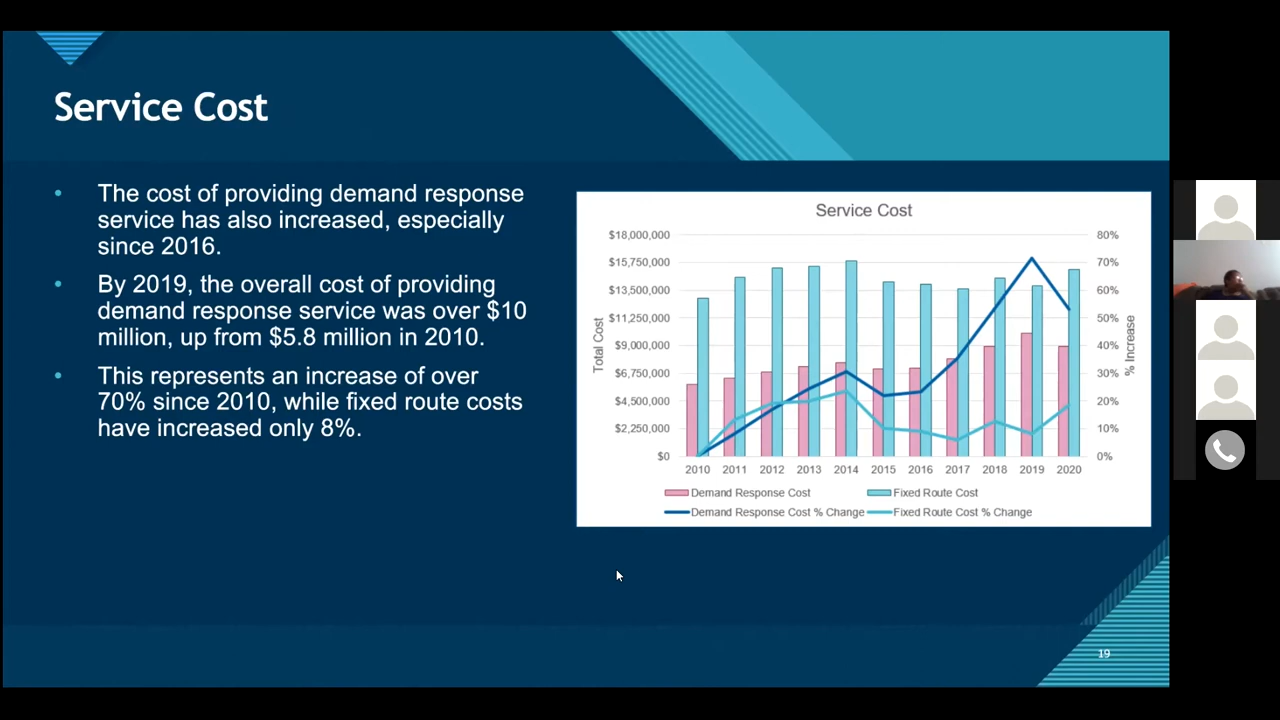 Service Cost
• The cost of providing demand response
service has also increased, especially
since 2016.
• By 2019, the overall cost of providing
demand response service was over $10
million, up from $5.8 million in 2010.
• This represents an increase of over
70% since 2010, while fixed route costs
have increased only 8%.
Service Cost
$18,000,000
$15,750,000
$13,500,000
$11,250,000
$9,000,000
$6,750,000
$4,500,000
$2,250,000
$0
Total Cost
80%
70%
60%
50%
40%
30%
20%
10%
0%
% Increase
2010 2011 2012 2013 2014 2015 2016 2017 2018 2019 2020
Demand Response Cost Fixed Route Cost
Demand Response Cost % Change Fixed Route Cost % Change
19